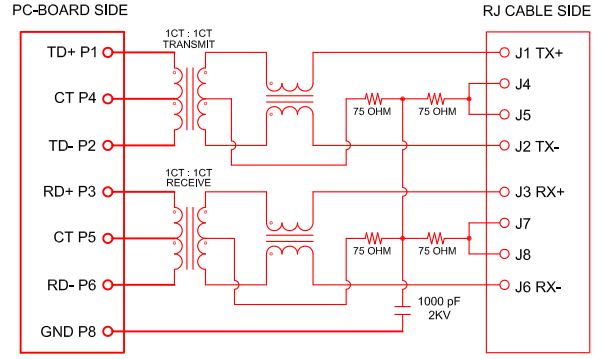 PC-BOARD SIDE
RJ CABLE SIDE
1CT : 1CT
TRANSMIT
TD+ P1
CT P4
TD- P2
75 OHM
75 OHM
J1 TX+
J4
J5
J2 TX-
1CT : 1CT
RECEIVE
RD+ P3
CT P5
RD- P6
75 OHM
75 OHM
J3 RX+
J7
J8
J6 RX-
1000 pF
2KV
GND P8